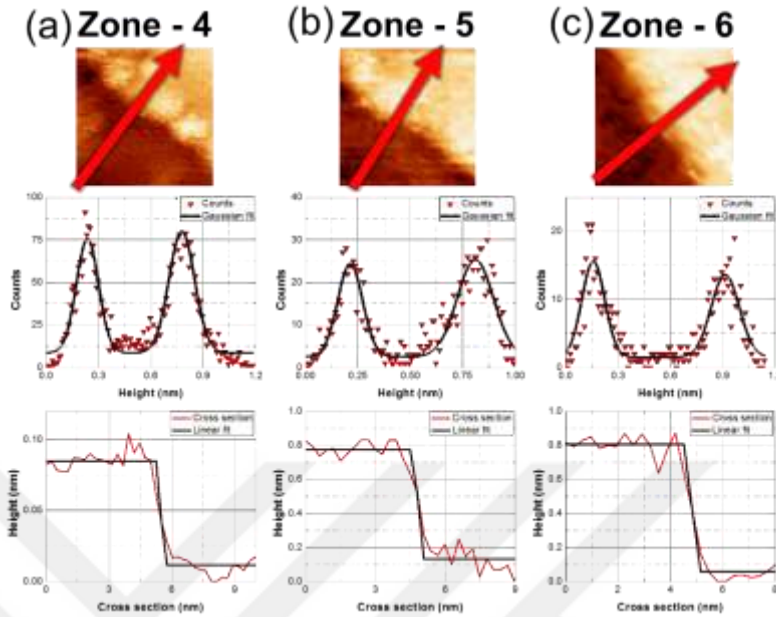 (a) Zone - 4
(b) Zone - 5
(c) Zone - 6
100
75
50
25
0
Counts
0.0
0.3
0.6
0.9
1.2
Height (nm)
Counts
Gaussian fit
40
30
20
10
0
Counts
0.00
0.25
0.50
0.75
1.00
Height (nm)
Counts
Gaussian fit
20
10
0
Counts
0.0
0.3
0.6
0.9
Height (nm)
Counts
Gaussian fit
0.10
0.05
0.00
Height (nm)
0
3
6
9
Cross section (nm)
Cross section
Linear fit
1.0
0.8
0.6
0.4
0.2
0.0
Height (nm)
0
3
6
9
Cross section (nm)
Cross section
Linear fit
1.0
0.8
0.6
0.4
0.2
0.0
Height (nm)
0
2
4
6
8
Cross section (nm)
Cross section
Linear fit